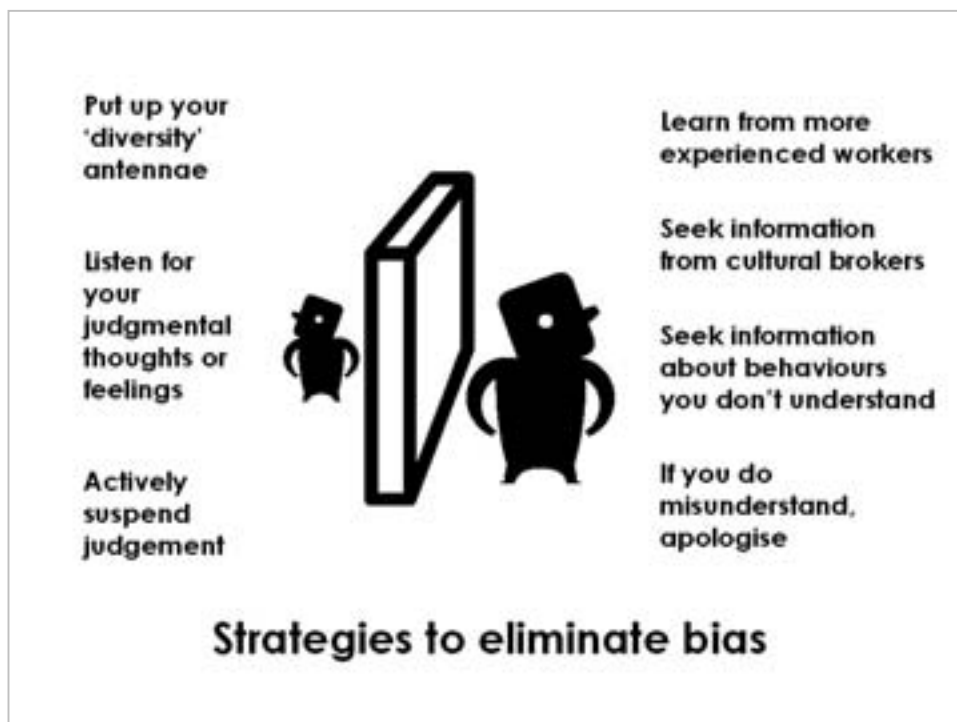 Put up your
‘diversity’
antennae
Listen for
your
judgmental
thoughts or
feelings
Actively
suspend
judgement
Learn from more
experienced workers
Seek information
from cultural brokers
Seek information
about behaviours
you don’t understand
If you do
misunderstand,
apologise
Strategies to eliminate bias